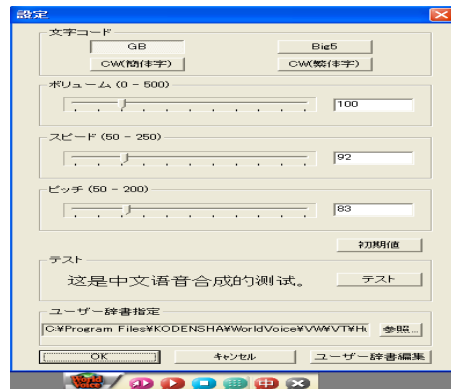 設定
文字コード
GB
Big5
CW(簡体字)
CW(繁体字)
ボリューム (0 - 500)
100
スピード (50 - 250)
92
ピッチ (50 - 200)
83
初期値
テスト
这是中文语音合成的测试。
テスト
ユーザー辞書指定
C:¥Program Files¥KODENSHA¥WorldVoice¥VW¥VT¥H
参照...
OK
キャンセル
ユーザー辞書編集
World Voice
中